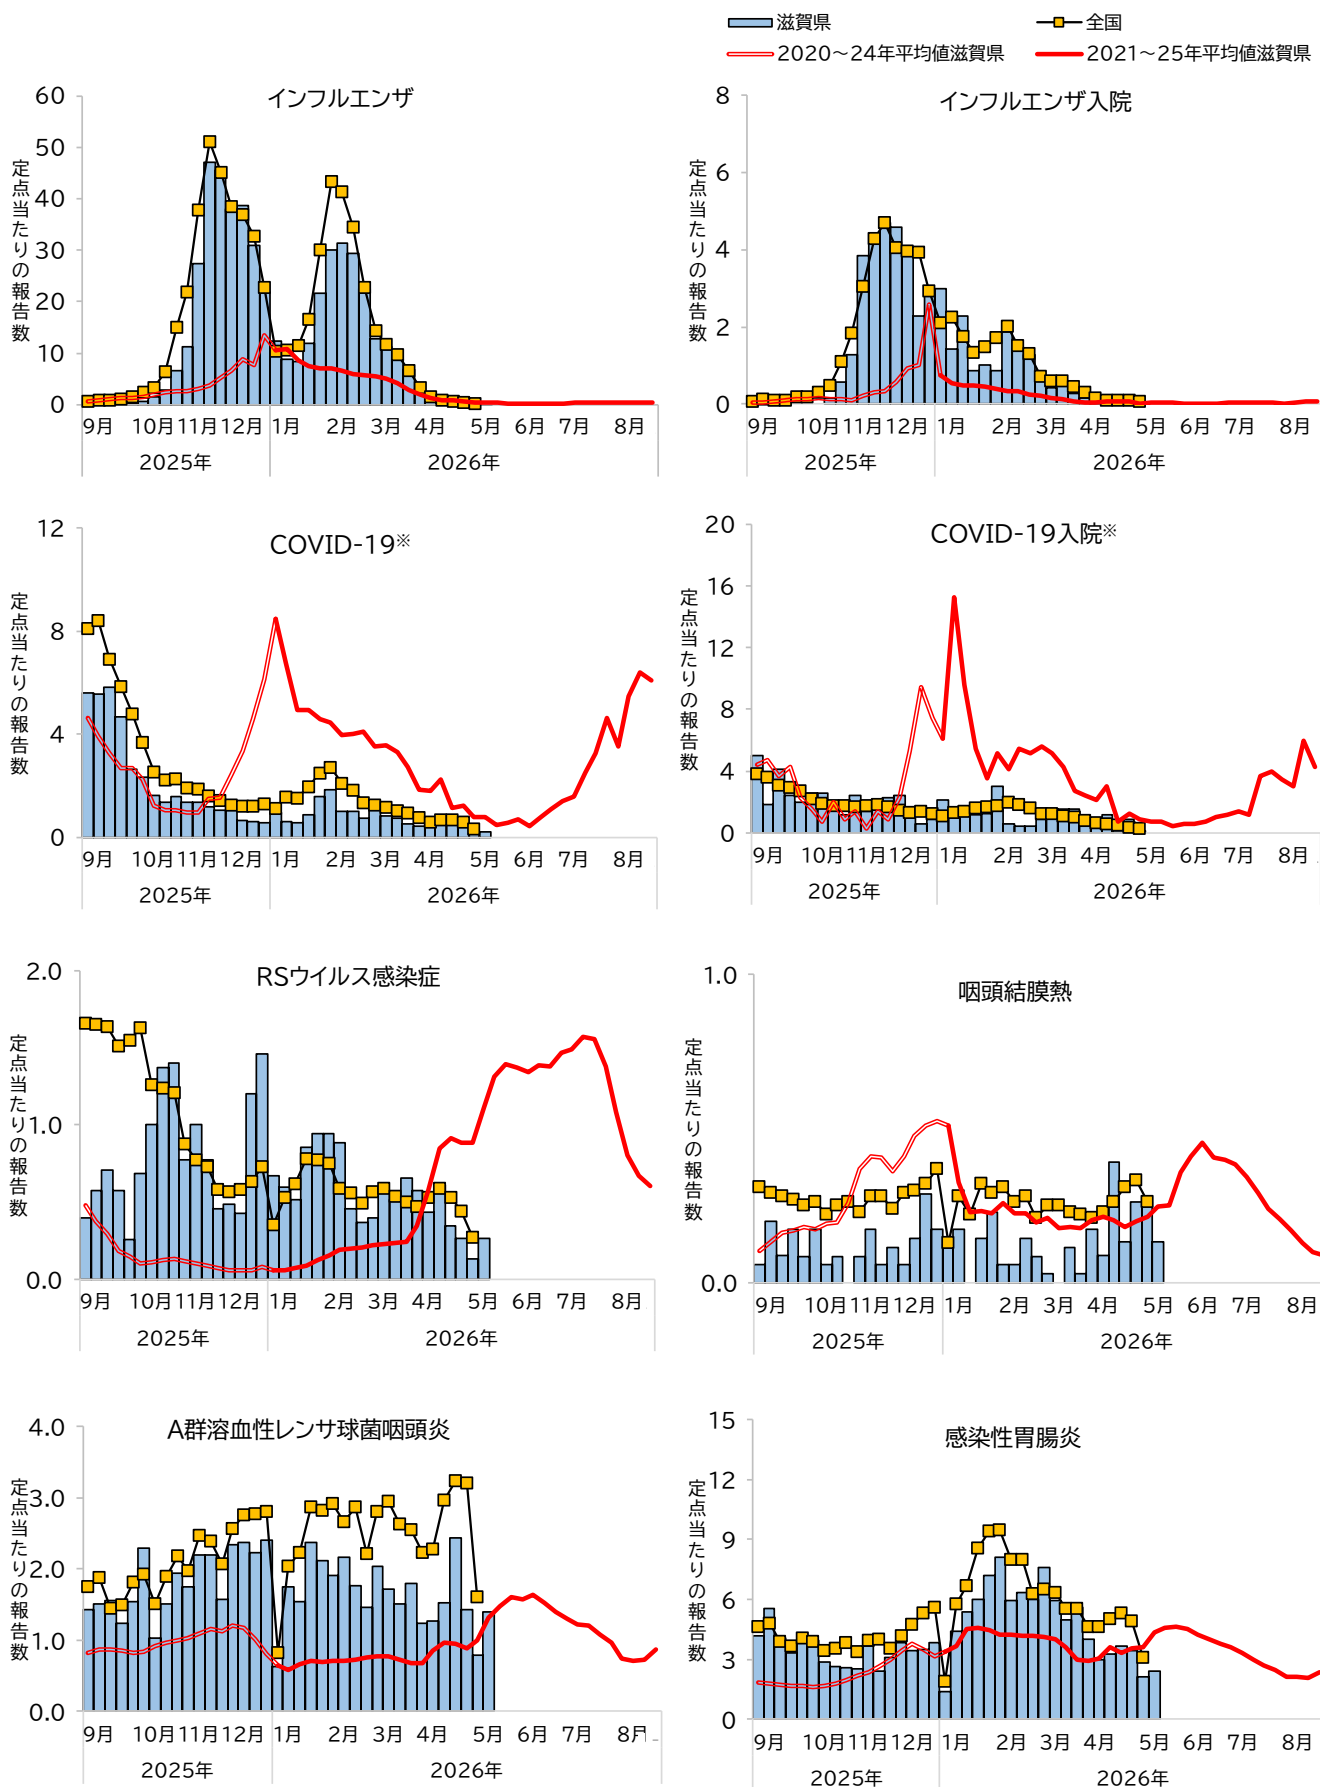 滋賀県 全国
2020～24年平均値滋賀県 2021～25年平均値滋賀県
インフルエンザ
定点当たりの報告数
60
50
40
30
20
10
0
9月 10月 11月 12月 1月 2月 3月 4月 5月 6月 7月 8月
2025年 2026年
インフルエンザ入院
定点当たりの報告数
8
6
4
2
0
9月 10月 11月 12月 1月 2月 3月 4月 5月 6月 7月 8月
2025年 2026年
COVID-19※
定点当たりの報告数
12
8
4
0
9月 10月 11月 12月 1月 2月 3月 4月 5月 6月 7月 8月
2025年 2026年
COVID-19入院※
定点当たりの報告数
20
16
12
8
4
0
9月 10月 11月 12月 1月 2月 3月 4月 5月 6月 7月 8月
2025年 2026年
RSウイルス感染症
定点当たりの報告数
2.0
1.0
0.0
9月 10月 11月 12月 1月 2月 3月 4月 5月 6月 7月 8月
2025年 2026年
咽頭結膜熱
定点当たりの報告数
1.0
0.0
9月 10月 11月 12月 1月 2月 3月 4月 5月 6月 7月 8月
2025年 2026年
A群溶血性レンサ球菌咽頭炎
定点当たりの報告数
4.0
3.0
2.0
1.0
0.0
9月 10月 11月 12月 1月 2月 3月 4月 5月 6月 7月 8月
2025年 2026年
感染性胃腸炎
定点当たりの報告数
15
12
9
6
3
0
9月 10月 11月 12月 1月 2月 3月 4月 5月 6月 7月 8月
2025年 2026年